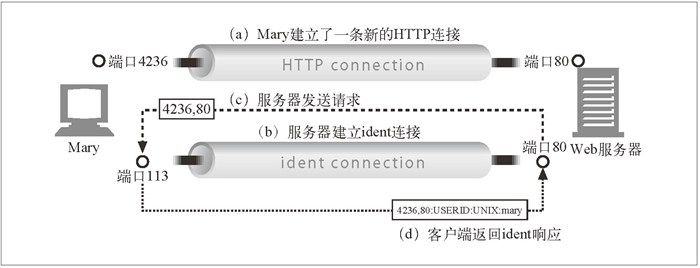 (a) Mary建立了一条新的HTTP连接
端口4236
HTTP connection
端口80
(c) 服务器发送请求
4236,80
(b) 服务器建立ident连接
Mary
端口80
Web服务器
端口113
ident connection
4236,80:USERID:UNIX:mary
(d) 客户端返回ident响应